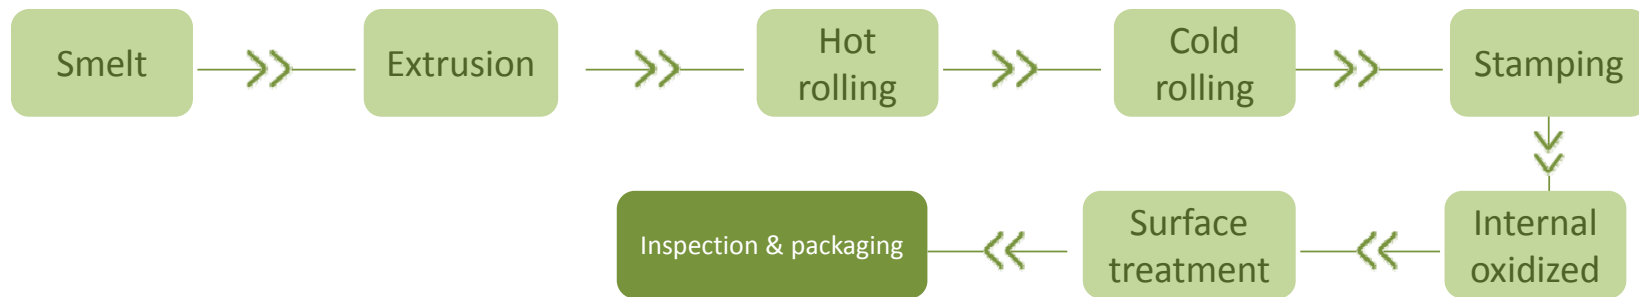 Smelt
Extrusion
Hot
rolling
Cold
rolling
Stamping
Internal
oxidized
Surface
treatment
Inspection & packaging